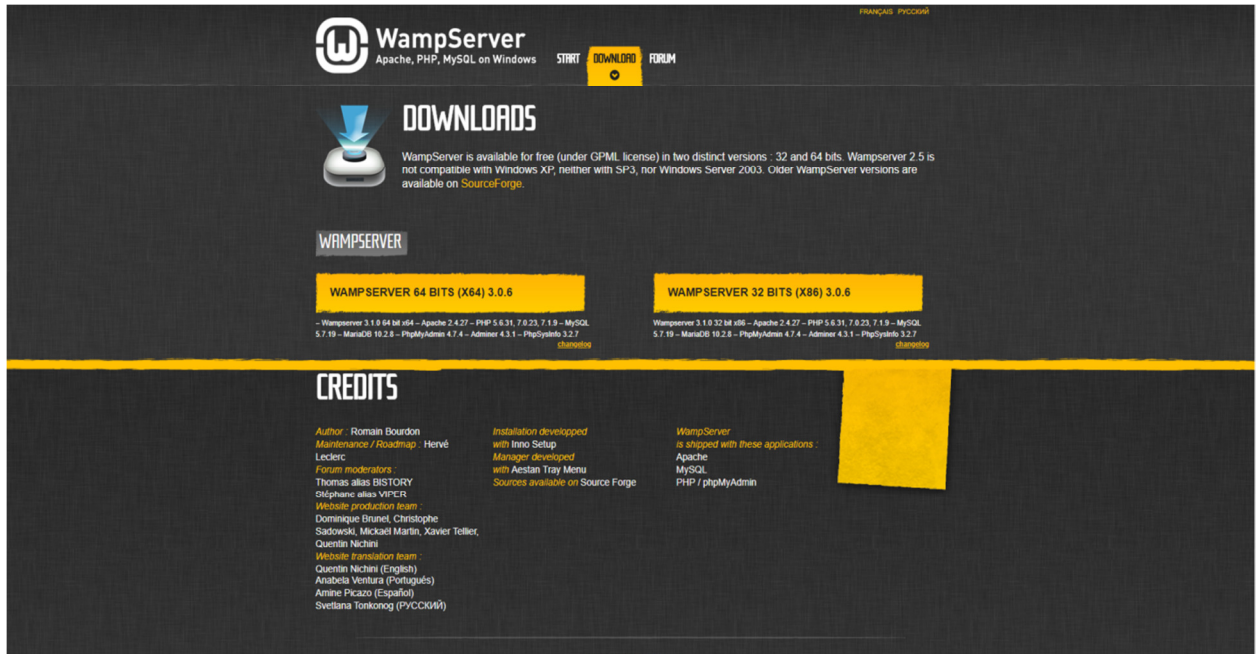 FRANÇAIS РУССКИЙ
WampServer
Apache, PHP, MySQL on Windows
START DOWNLOAD FORUM
DOWNLOADS
WampServer is available for free (under GPML license) in two distinct versions : 32 and 64 bits. Wampserver 2.5 is
not compatible with Windows XP, neither with SP3, nor Windows Server 2003. Older WampServer versions are
available on SourceForge.
WAMPSERVER
WAMPSERVER 64 BITS (X64) 3.0.6
– Wampserver 3.1.0 64 bit x64 – Apache 2.4.27 – PHP 5.6.31, 7.0.23, 7.1.9 – MySQL
5.7.19 – MariaDB 10.2.8 – PhpMyAdmin 4.7.4 – Adminer 4.3.1 – PhpSysInfo 3.2.7
changelog
WAMPSERVER 32 BITS (X86) 3.0.6
Wampserver 3.1.0 32 bit x86 – Apache 2.4.27 – PHP 5.6.31, 7.0.23, 7.1.9 – MySQL
5.7.19 – MariaDB 10.2.8 – PhpMyAdmin 4.7.4 – Adminer 4.3.1 – PhpSysInfo 3.2.7
changelog
CREDITS
Author : Romain Bourdon
Maintenance / Roadmap : Hervé
Leclerc
Forum moderators :
Thomas alias BISTORY
Stéphane alias VIPER
Website production team :
Dominique Brunel, Christophe
Sadowski, Mickaël Martin, Xavier Tellier,
Quentin Nichini
Website translation team :
Quentin Nichini (English)
Anabela Ventura (Portugués)
Amine Picazo (Español)
Svetlana Tonkonog (РУССКИЙ)
Installation developped
with Inno Setup
Manager developed
with Aestan Tray Menu
Sources available on Source Forge
WampServer
is shipped with these applications :
Apache
MySQL
PHP / phpMyAdmin